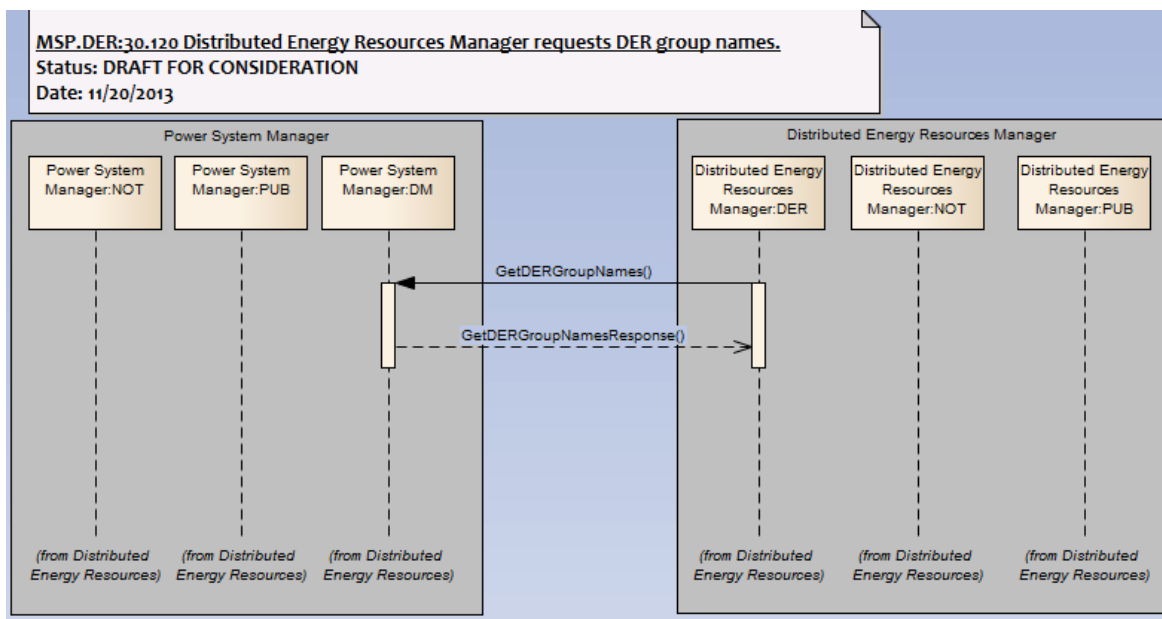 MSP.DER:30.120 Distributed Energy Resources Manager requests DER group names.
Status: DRAFT FOR CONSIDERATION
Date: 11/20/2013
Power System Manager
Power System
Manager:NOT
Power System
Manager:PUB
Power System
Manager:DM
Distributed Energy Resources Manager
Distributed Energy
Resources
Manager:DER
Distributed Energy
Resources
Manager:NOT
Distributed Energy
Resources
Manager:PUB
GetDERGroupNames()
GetDERGroupNamesResponse()
(from Distributed
Energy Resources)
(from Distributed
Energy Resources)
(from Distributed
Energy Resources)
(from Distributed
Energy Resources)
(from Distributed
Energy Resources)
(from Distributed
Energy Resources)